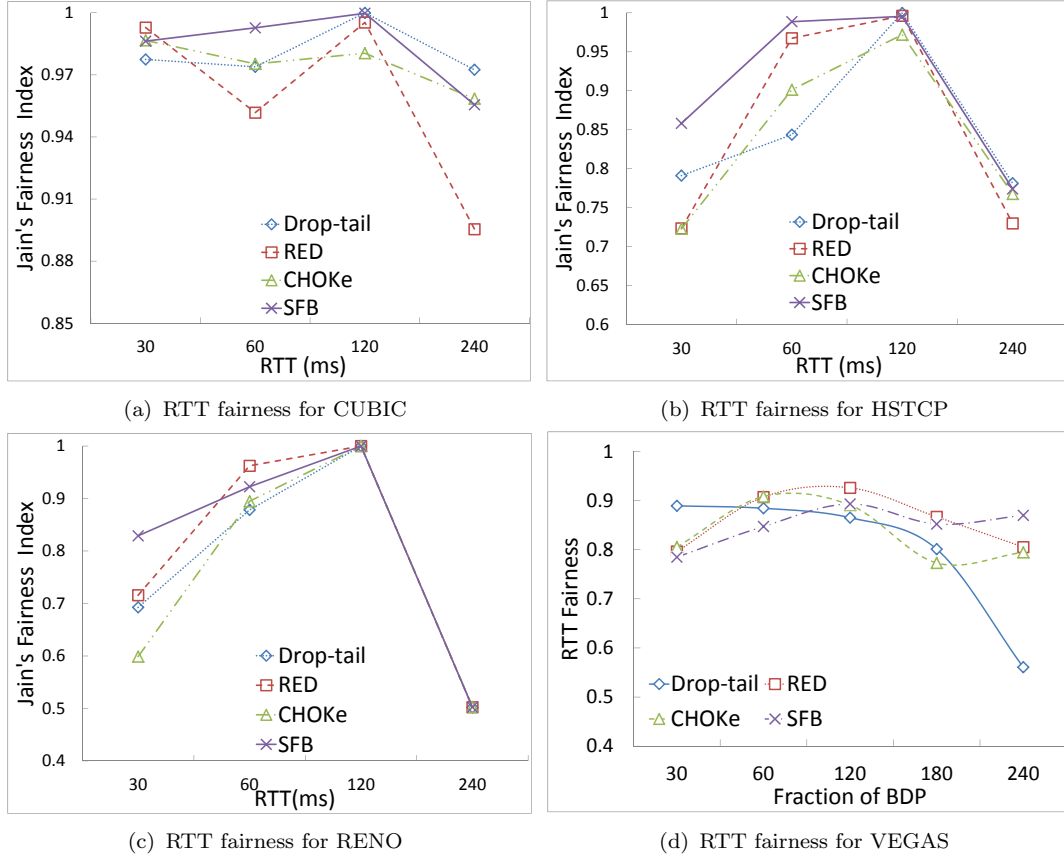 Jain's Fairness Index
1
0.97
0.94
0.91
0.88
0.85
Drop-tail
RED
CHOKe
SFB
30 60 120 240
RTT (ms)
(a) RTT fairness for CUBIC
Jain's Fairness Index
1
0.95
0.9
0.85
0.8
0.75
0.7
0.65
0.6
Drop-tail
RED
CHOKe
SFB
30 60 120 240
RTT (ms)
(b) RTT fairness for HSTCP
Jain's Fairness Index
1
0.9
0.8
0.7
0.6
0.5
0.4
Drop-tail
RED
CHOKe
SFB
30 60 120 240
RTT(ms)
(c) RTT fairness for RENO
RTT Fairness
1
0.9
0.8
0.7
0.6
0.5
0.4
Drop-tail RED
CHOKe SFB
30 60 120 180 240
Fraction of BDP
(d) RTT fairness for VEGAS